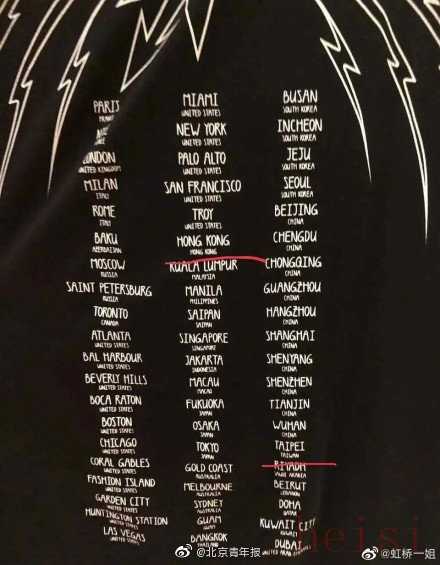 PARIS
FRANCE
LONDON
UNITED KINGDOM
MILAN
ITALY
ROME
ITALY
BAKU
AZERBAIJAN
MOSCOW
RUSSIA
SAINT PETERSBURG
RUSSIA
TORONTO
CANADA
ATLANTA
UNITED STATES
BAL HARBOUR
UNITED STATES
BEVERLY HILLS
UNITED STATES
BOCA RATON
UNITED STATES
BOSTON
UNITED STATES
CHICAGO
UNITED STATES
CORAL GABLES
UNITED STATES
FASHION ISLAND
UNITED STATES
GARDEN CITY
UNITED STATES
HUNTINGTON STATION
UNITED STATES
LAS VEGAS
UNITED STATES
MIAMI
UNITED STATES
NEW YORK
UNITED STATES
PALO ALTO
UNITED STATES
SAN FRANCISCO
UNITED STATES
TROY
UNITED STATES
HONG KONG
HONG KONG
KUALA LUMPUR
MALAYSIA
MANILA
PHILIPPINES
SAIPAN
SAIPAN
SINGAPORE
SINGAPORE
JAKARTA
INDONESIA
MACAU
MACAU
FUKUOKA
JAPAN
OSAKA
JAPAN
TOKYO
JAPAN
GOLD COAST
AUSTRALIA
MELBOURNE
AUSTRALIA
SYDNEY
AUSTRALIA
GUAM
GUAM
BANGKOK
THAILAND
BUSAN
SOUTH KOREA
INCHEON
SOUTH KOREA
JEJU
SOUTH KOREA
SEOUL
SOUTH KOREA
BEIJING
CHINA
CHENGDU
CHINA
CHONGQING
CHINA
GUANGZHOU
CHINA
HANGZHOU
CHINA
SHANGHAI
CHINA
SHENYANG
CHINA
SHENZHEN
CHINA
TIANJIN
CHINA
WUHAN
CHINA
TAIPEI
TAIWAN
RIYADH
SAUDI ARABIA
BEIRUT
LEBANON
DOHA
QATAR
KUWAIT CITY
KUWAIT
DUBAI
UNITED ARAB EMIRATES
heisi
@北京青年报
@虹桥一姐